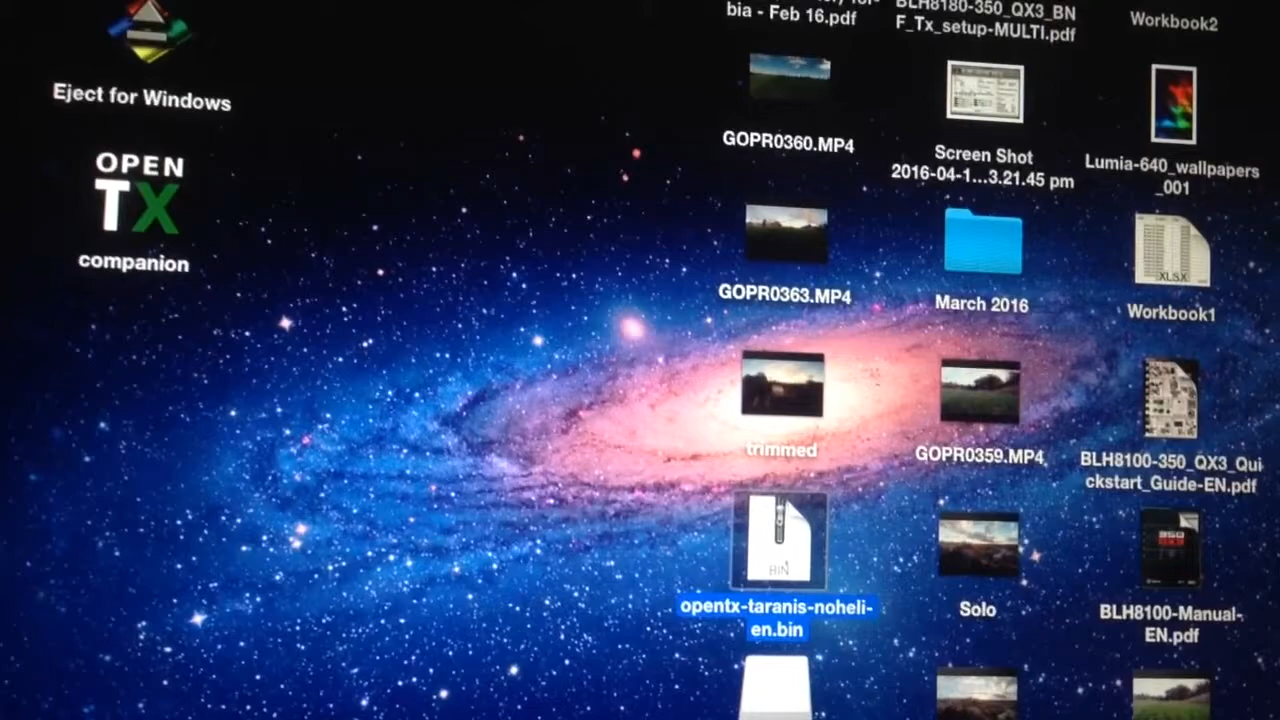 bia - Feb 16.pdf
BLH8180-350_QX3_BN
F_Tx_setup-MULTI.pdf
Workbook2
Eject for Windows
GOPR0360.MP4
Screen Shot
2016-04-1...3.21.45 pm
Lumia-640_wallpapers
_001
OPEN
TX
companion
GOPR0363.MP4
March 2016
XLSX
Workbook1
trimmed
GOPR0359.MP4
BLH8100-350_QX3_Qui
ckstart_Guide-EN.pdf
BIN
opentx-taranis-noheli-
en.bin
Solo
350
QX3
BLH8100-Manual-
EN.pdf